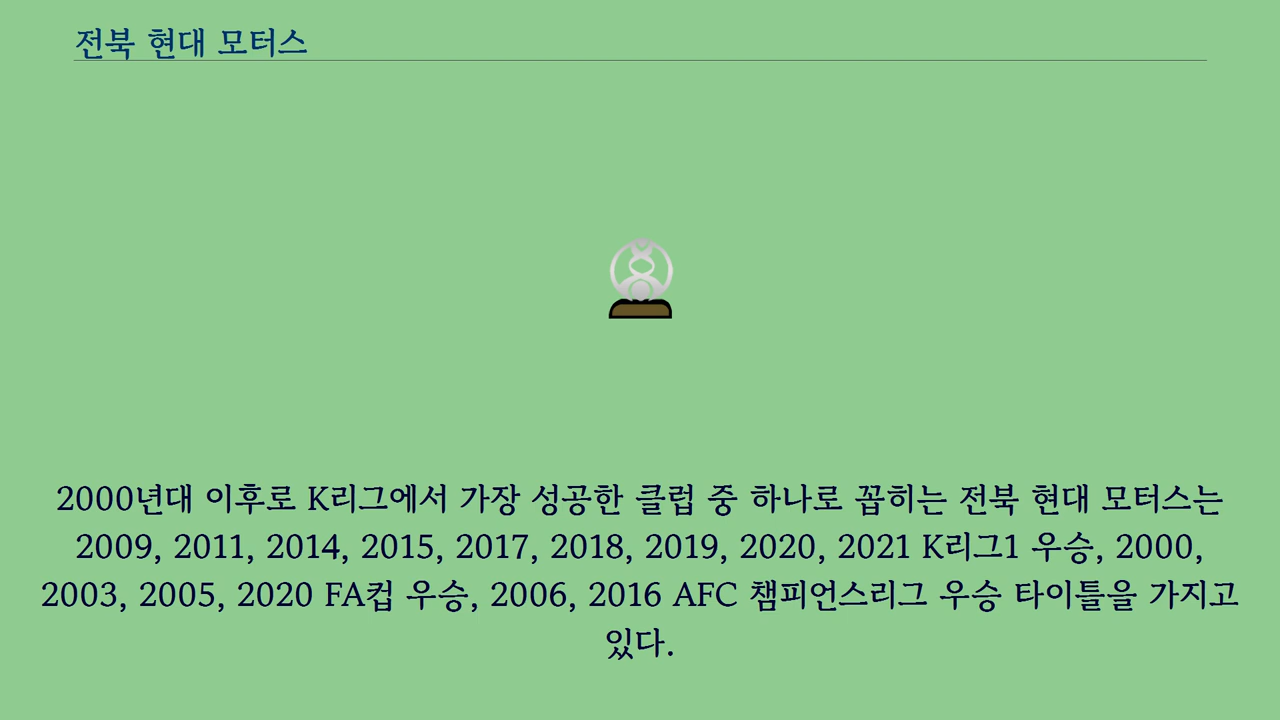 전북 현대 모터스
2000년대 이후로 K리그에서 가장 성공한 클럽 중 하나로 꼽히는 전북 현대 모터스는
2009, 2011, 2014, 2015, 2017, 2018, 2019, 2020, 2021 K리그1 우승, 2000,
2003, 2005, 2020 FA컵 우승, 2006, 2016 AFC 챔피언스리그 우승 타이틀을 가지고
있다.